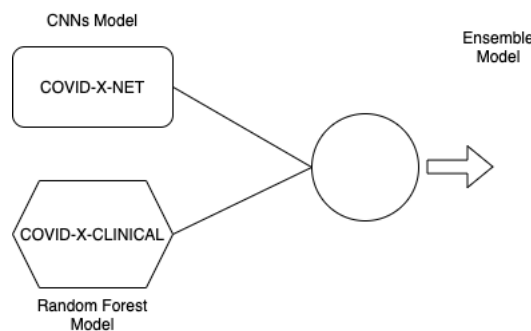 CNNs Model
COVID-X-NET
Ensemble
Model
COVID-X-CLINICAL
Random Forest
Model